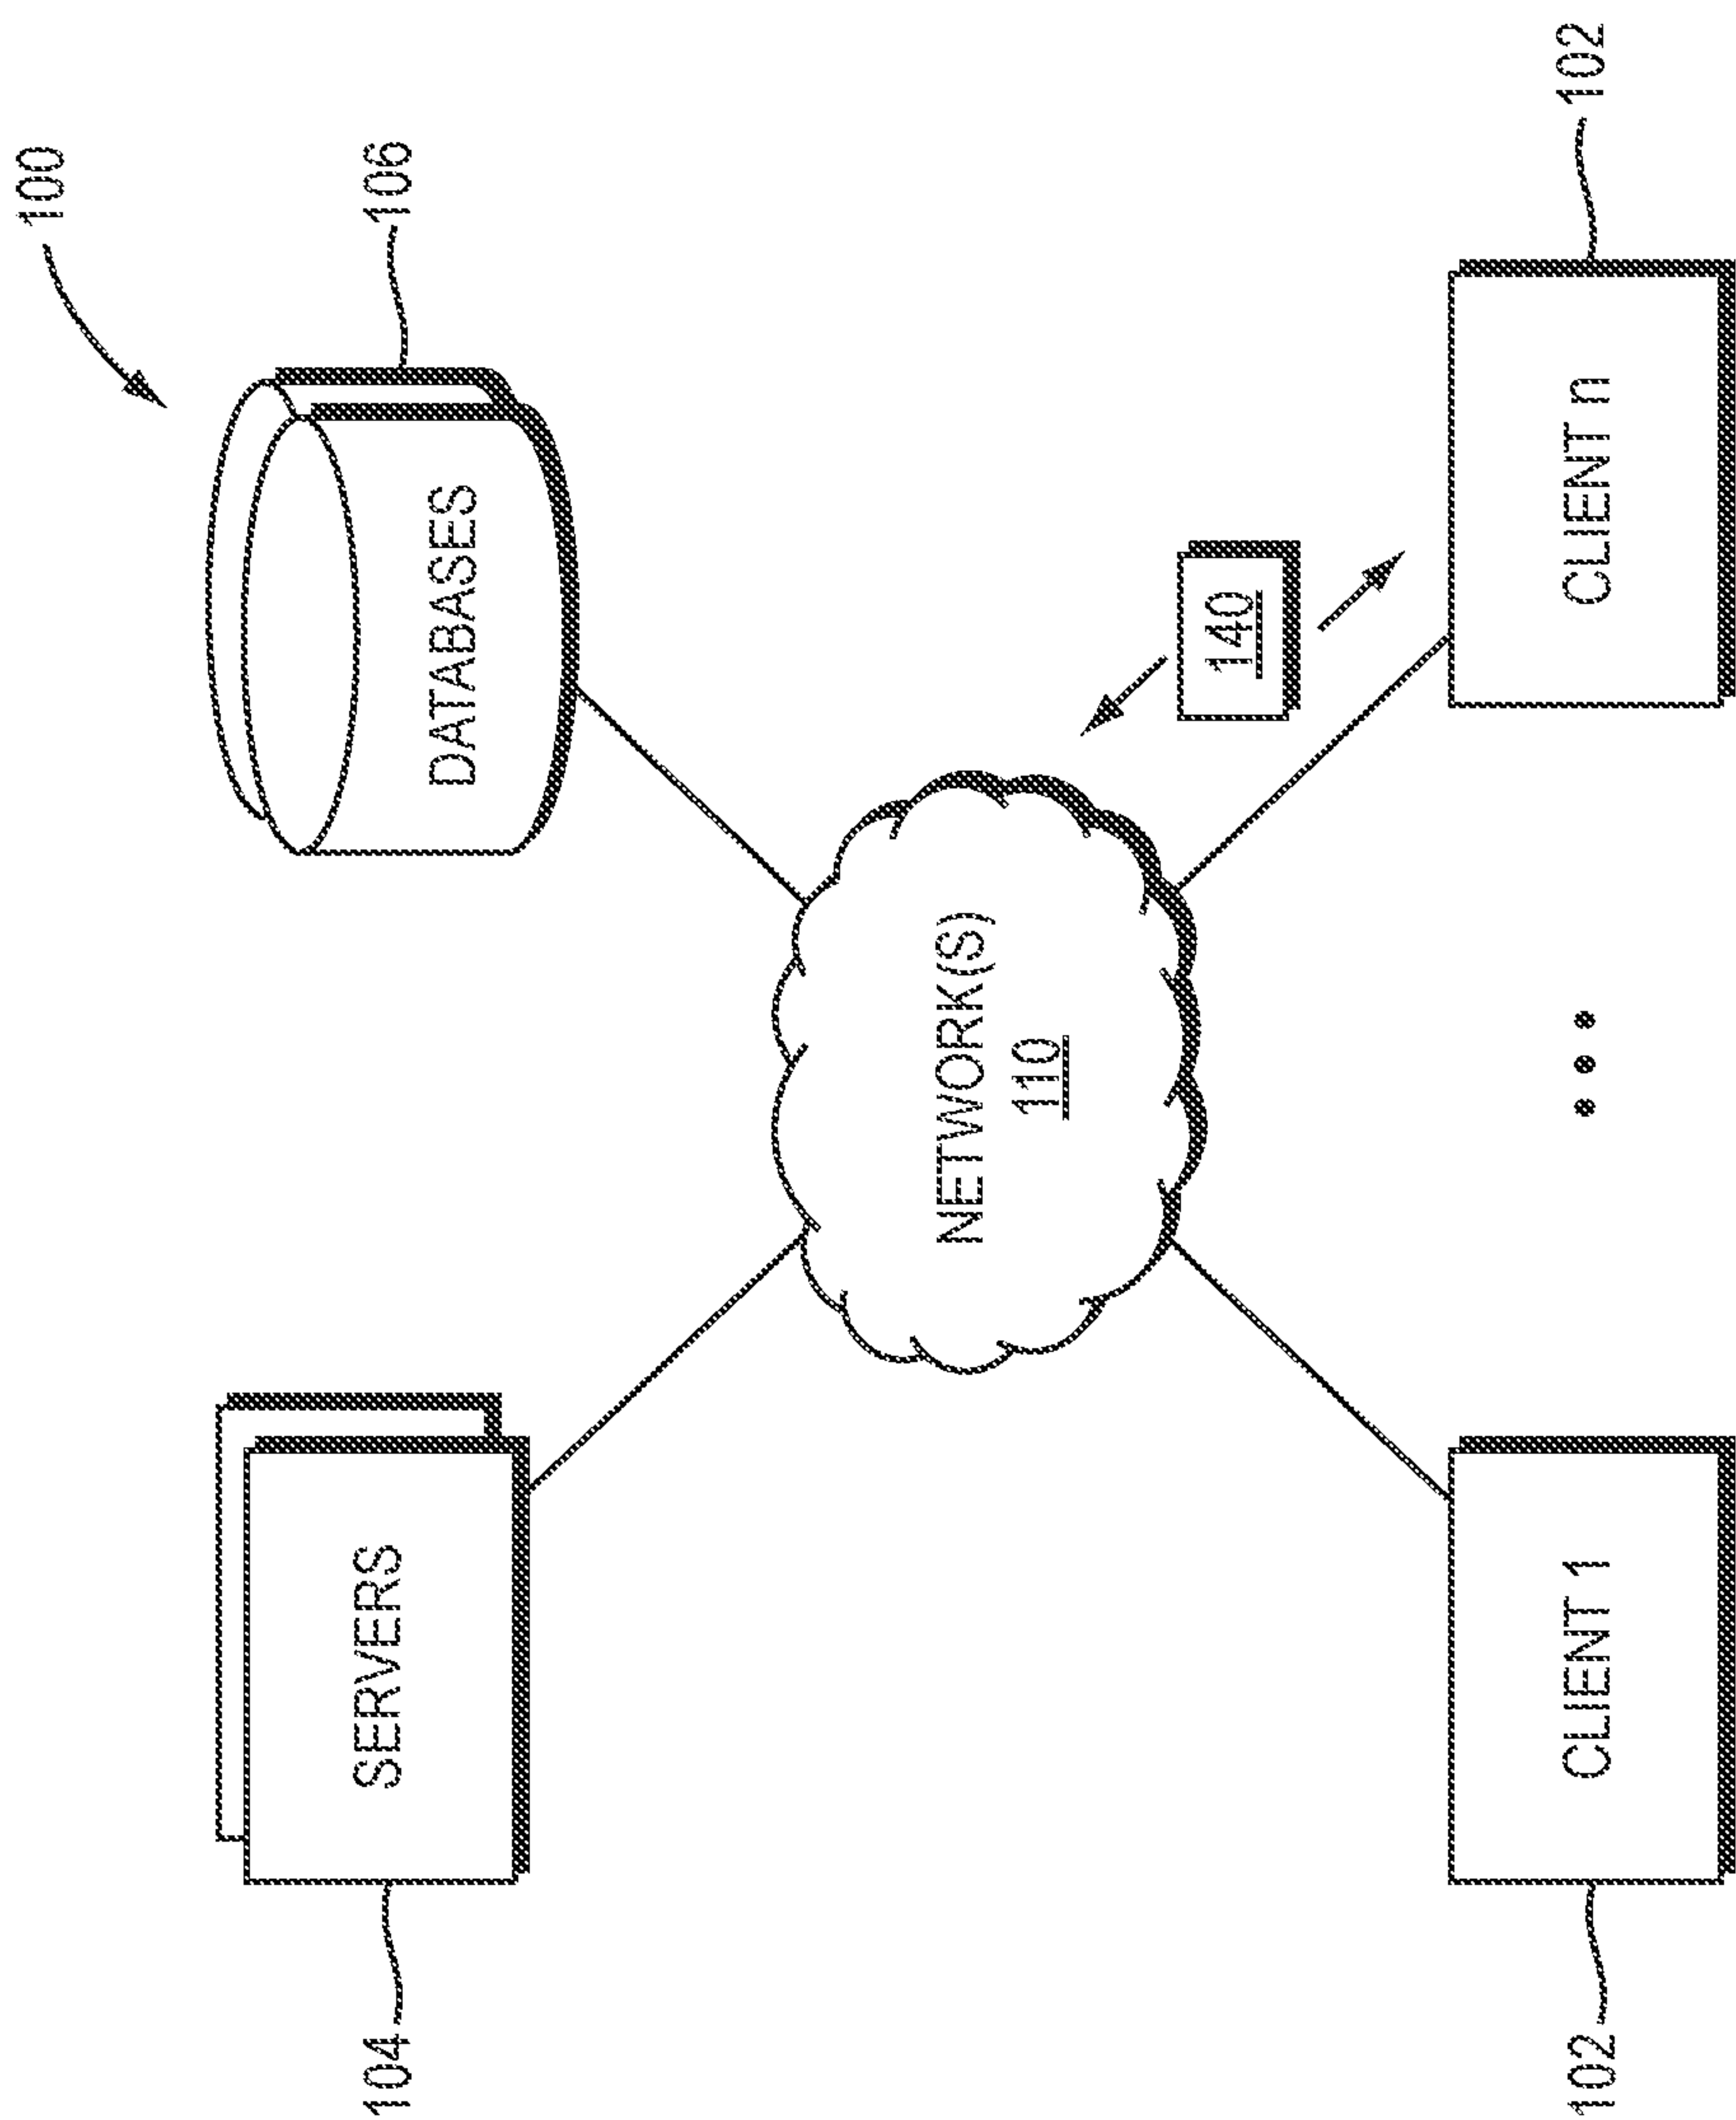 100
106
DATABASES
SERVERS
104
NETWORK(S)
110
140
102
CLIENT n
CLIENT 1
102